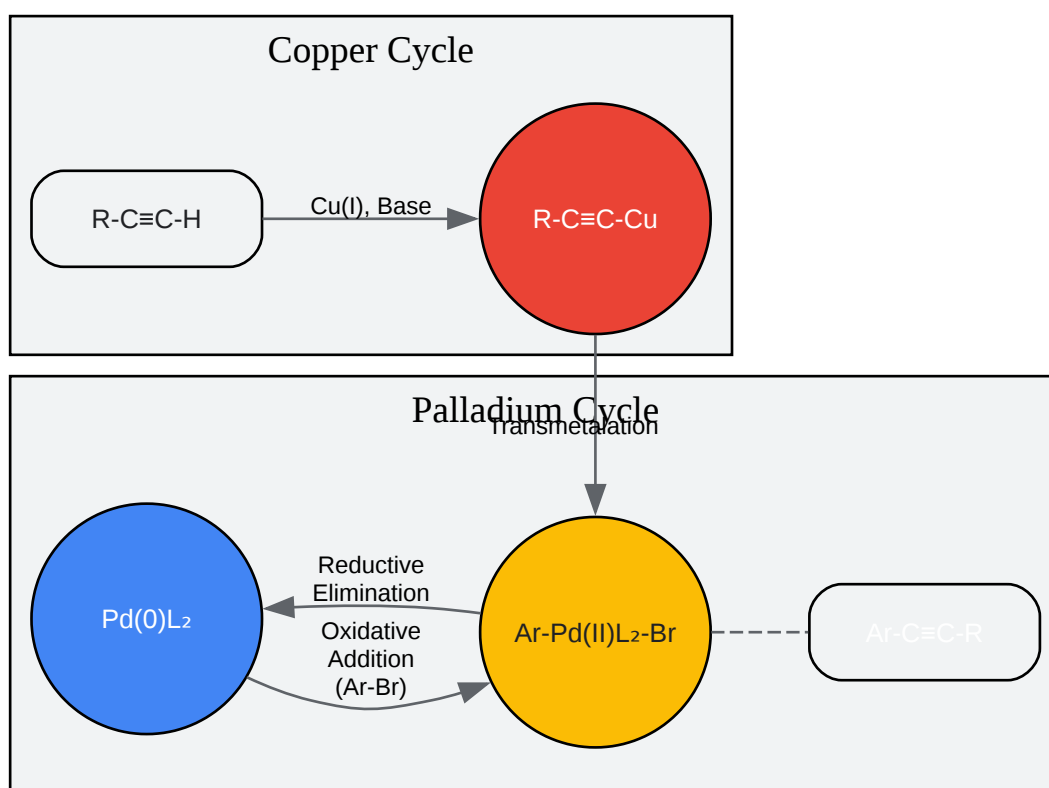 Copper Cycle
R-C≡C-H
Cu(I), Base
R-C≡C-Cu
Palladium Cycle
Transmetalation
Reductive
Elimination
Pd(0)L₂
Oxidative
Addition
(Ar-Br)
Ar-Pd(II)L₂-Br
Ar-C≡C-R